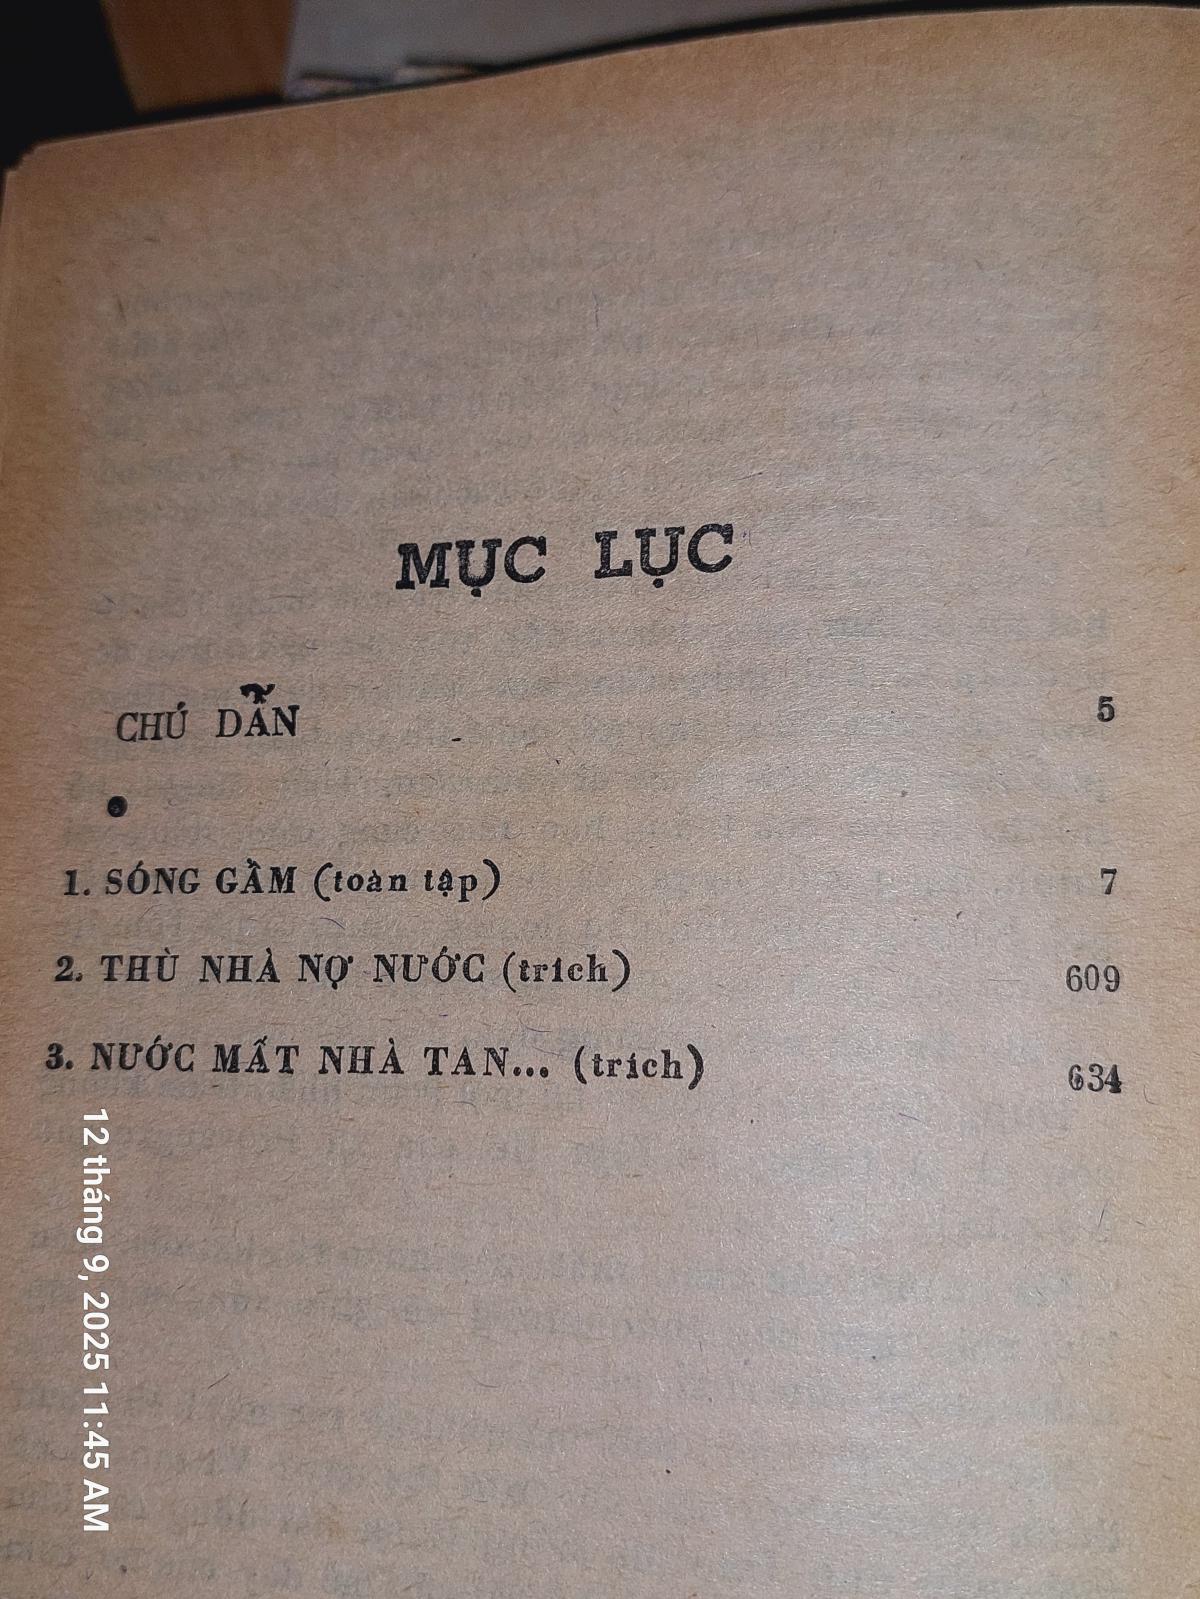 MỤC LỤC
CHÚ DẪN 5
•
1. SÓNG GẦM (toàn tập) 7
2. THÙ NHÀ NỢ NƯỚC (trích) 609
3. NƯỚC MẤT NHÀ TAN... (trích) 634
12 tháng 9, 2025 11:45 AM